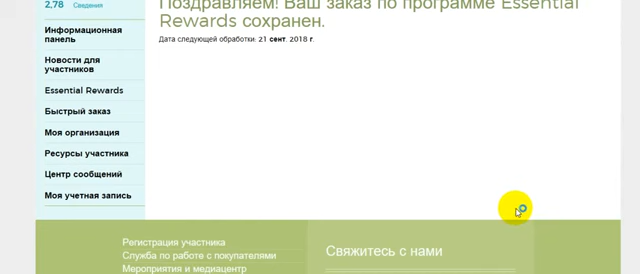 Поздравляем! Ваш заказ по программе Essential
Rewards сохранен.
Дата следующей обработки: 21 сент. 2018 г.
2,78 Сведения
Информационная
панель
Новости для
участников
Essential Rewards
Быстрый заказ
Моя организация
Ресурсы участника
Центр сообщений
Моя учетная запись
Регистрация участника
Служба по работе с покупателями
Мероприятия и медиацентр
Свяжитесь с нами